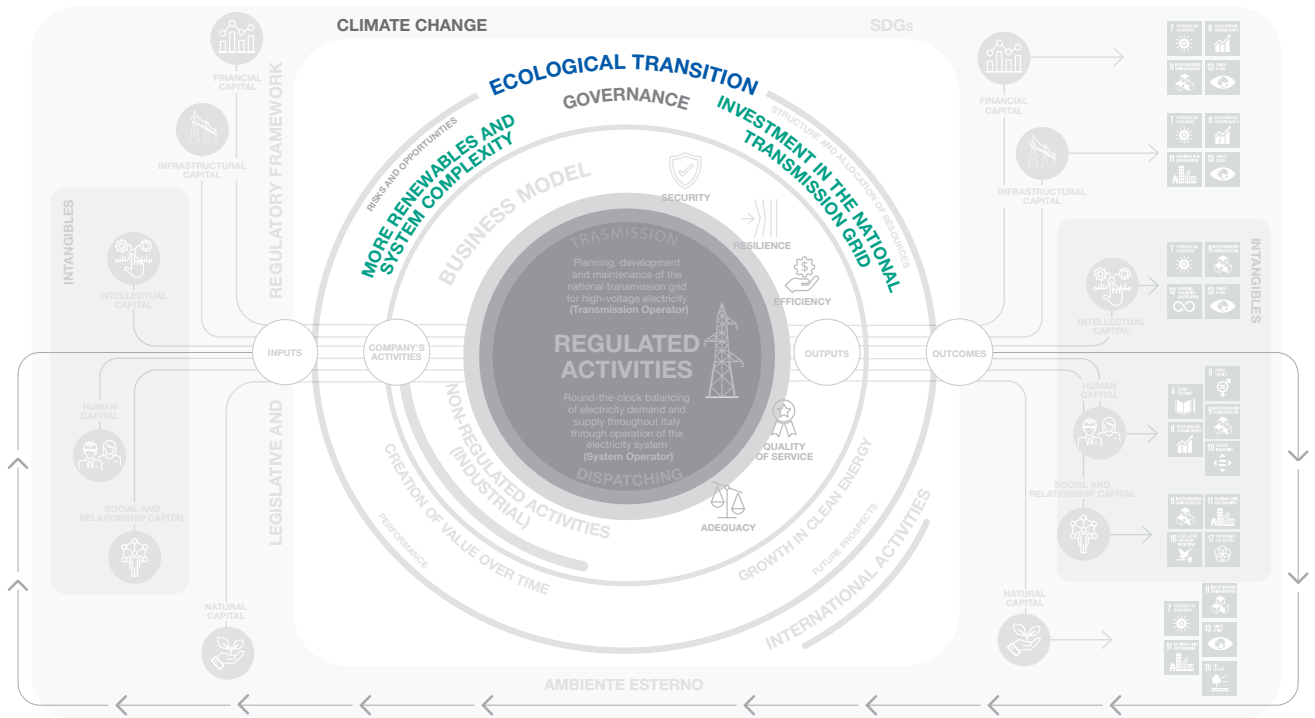 CLIMATE CHANGE
SDGs
ECOLOGICAL TRANSITION
GOVERNANCE
RISKS AND OPPORTUNITIES
MORE RENEWABLES AND
SYSTEM COMPLEXITY
INVESTMENT IN THE NATIONAL
TRANSMISSION GRID
STRUCTURE AND ALLOCATION OF RESOURCES
BUSINESS MODEL
FINANCIAL
CAPITAL
INFRASTRUCTURAL
CAPITAL
REGULATORY FRAMEWORK
LEGISLATIVE AND
INTANGIBLES
INTELLECTUAL
CAPITAL
HUMAN
CAPITAL
SOCIAL AND
RELATIONSHIP CAPITAL
NATURAL
CAPITAL
INPUTS
COMPANY'S
ACTIVITIES
TRASMISSION
Planning, development
and maintenance of the
national transmission grid
for high-voltage electricity
(Transmission Operator)
REGULATED
ACTIVITIES
Round-the-clock balancing
of electricity demand and
supply throughout Italy
through operation of the
electricity system
(System Operator)
DISPATCHING
SECURITY
RESILIENCE
EFFICIENCY
QUALITY
OF SERVICE
ADEQUACY
OUTPUTS
OUTCOMES
NON-REGULATED ACTIVITIES
(INDUSTRIAL)
CREATION OF VALUE OVER TIME
PERFORMANCE
GROWTH IN CLEAN ENERGY
FUTURE PROSPECTS
INTERNATIONAL ACTIVITIES
AMBIENTE ESTERNO
FINANCIAL
CAPITAL
INFRASTRUCTURAL
CAPITAL
INTANGIBLES
INTELLECTUAL
CAPITAL
HUMAN
CAPITAL
SOCIAL AND
RELATIONSHIP CAPITAL
NATURAL
CAPITAL